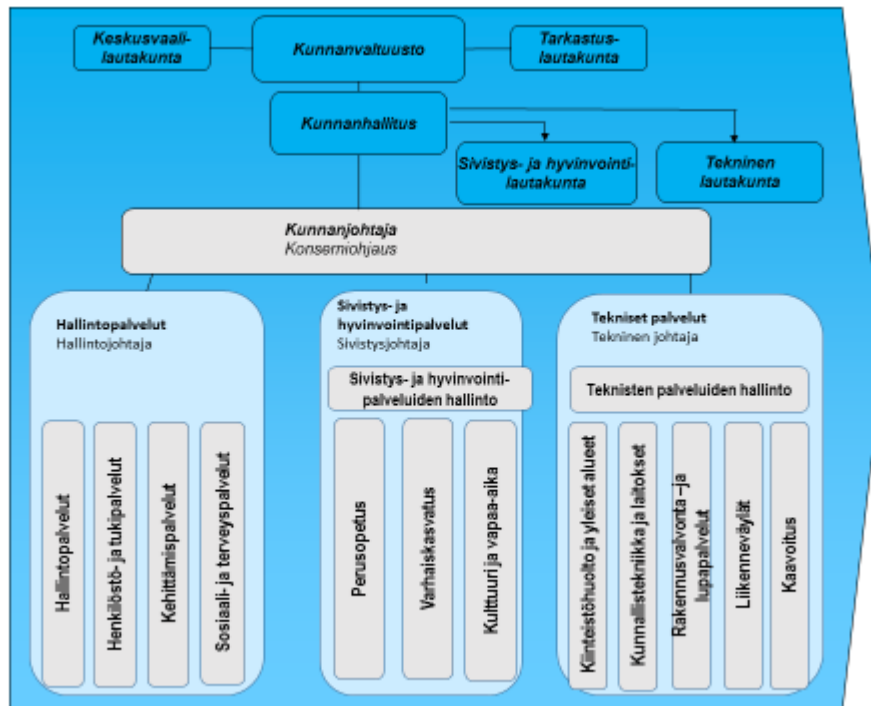 Keskusvaali-
lautakunta
Kunnanvaltuusto
Tarkastus-
lautakunta
Kunnanhallitus
Sivistys- ja hyvinvointi-
lautakunta
Tekninen
lautakunta
Kunnanjohtaja
Konserniohjaus
Hallintopalvelut
Hallintojohtaja
Hallintopalvelut
Henkilöstö- ja tukipalvelut
Kehittämispalvelut
Sosiaali- ja terveyspalvelut
Sivistys- ja
hyvinvointipalvelut
Sivistysjohtaja
Sivistys- ja hyvinvointi-
palveluiden hallinto
Perusopetus
Varhaiskasvatus
Kulttuuri ja vapaa-aika
Tekniset palvelut
Tekninen johtaja
Teknisten palveluiden hallinto
Kiinteistöhuolto ja yleiset alueet
Kunnallistekniikka ja laitokset
Rakennusvalvonta –ja
lupapalvelut
Liikenneväylät
Kaavoitus